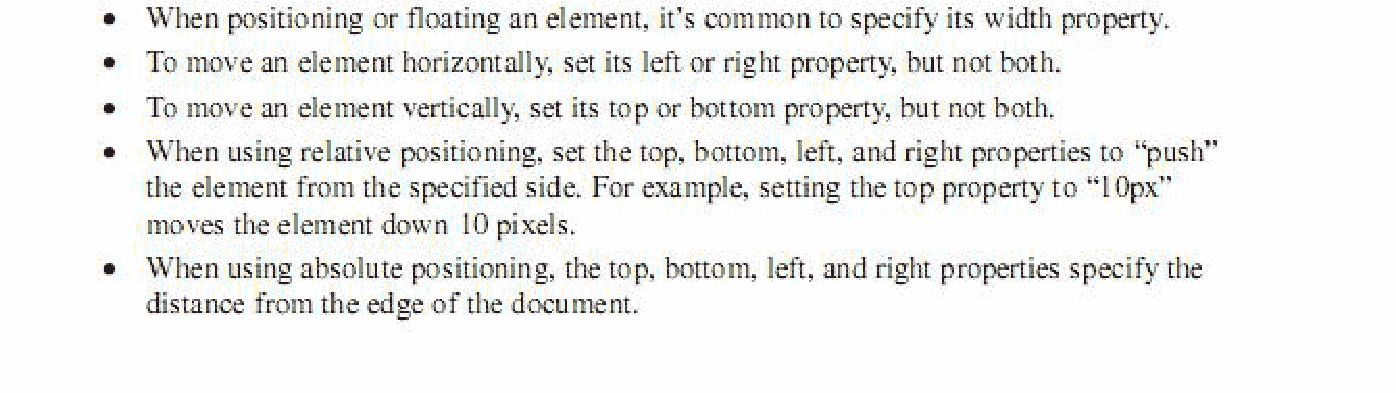 • When positioning or floating an element, it's common to specify its width property.
• To move an element horizontally, set its left or right property, but not both.
• To move an element vertically, set its top or bottom property, but not both.
• When using relative positioning, set the top, bottom, left, and right properties to “push”
the element from the specified side. For example, setting the top property to “10px”
moves the element down 10 pixels.
• When using absolute positioning, the top, bottom, left, and right properties specify the
distance from the edge of the document.